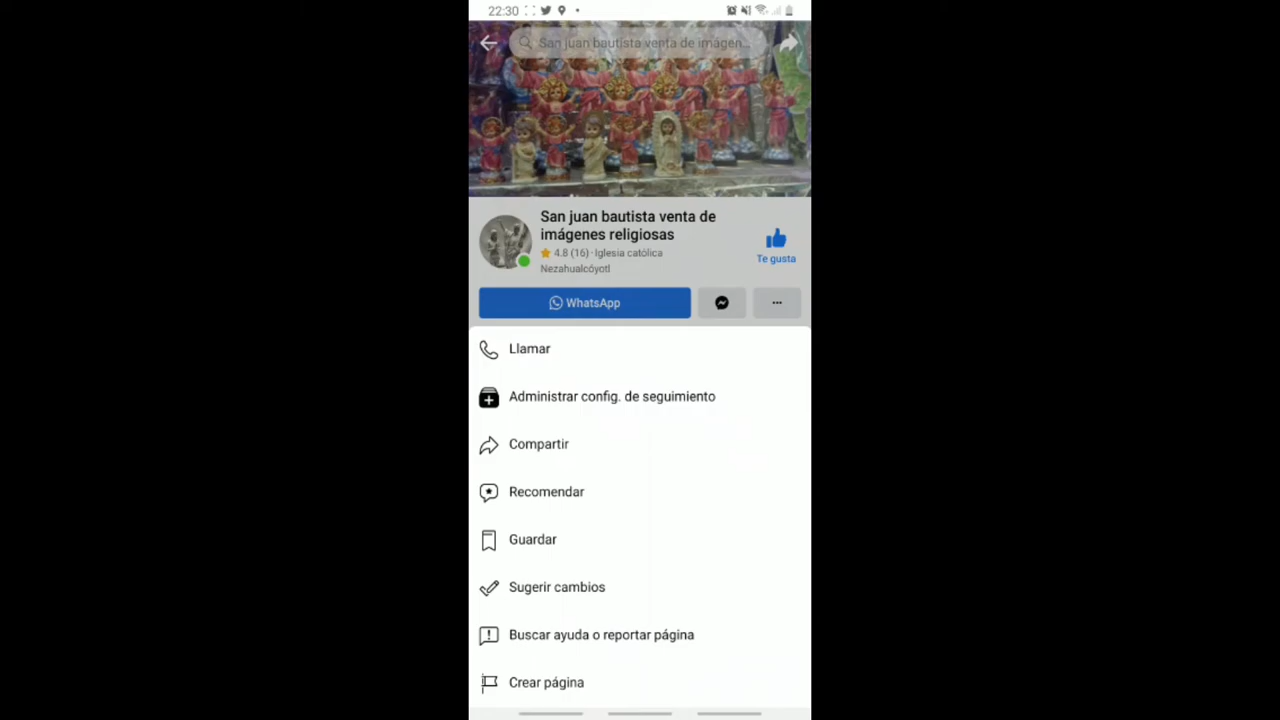 22:30
San juan bautista venta de imágen...
San juan bautista venta de
imágenes religiosas
4.8 (16) · Iglesia católica
Nezahualcóyotl
Te gusta
WhatsApp
Llamar
Administrar config. de seguimiento
Compartir
Recomendar
Guardar
Sugerir cambios
Buscar ayuda o reportar página
Crear página